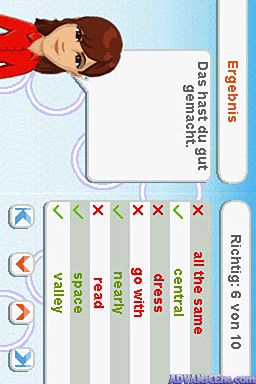 Ergebnis
Das hast du gut
gemacht.
Richtig: 6 von 10
all the same
central
dress
go with
nearly
read
space
valley
ADVANSCENE.COM